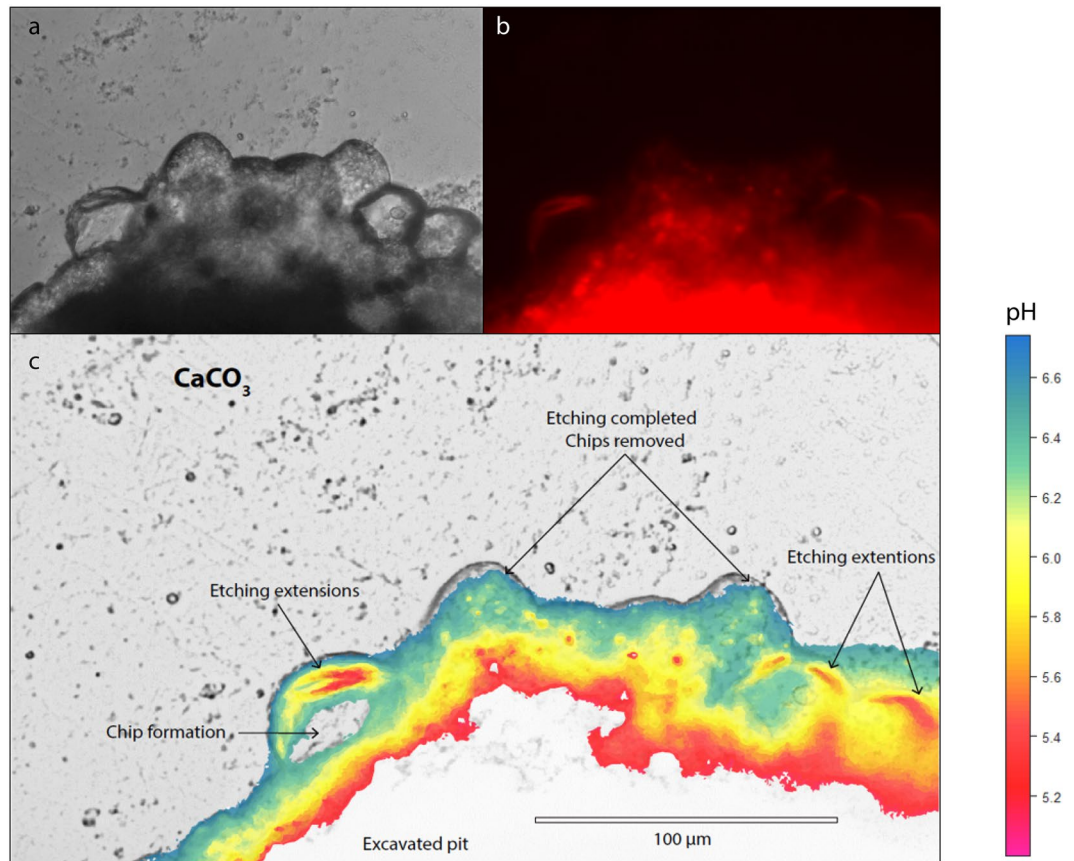 a
b
c
CaCO3
Etching completed
Chips removed
Etching extentions
Etching extensions
Chip formation
Excavated pit
100 μm
pH
6.6
6.4
6.2
6.0
5.8
5.6
5.4
5.2